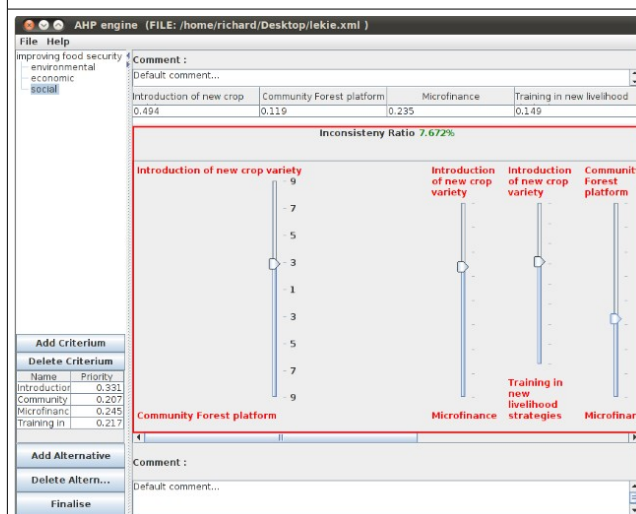 AHP engine (FILE: /home/richard/Desktop/lekie.xml )
File Help
improving food security
environmental
economic
social
Comment :
Default comment...
Introduction of new crop Community Forest platform Microfinance Training in new livelihood
0.494 0.119 0.235 0.149
Inconsisteny Ratio 7.672%
Introduction of new crop variety
9
7
5
3
1
3
5
7
9
Community Forest platform
Introduction
of new crop
variety
Microfinance
Introduction
of new crop
variety
Training in
new
livelihood
strategies
Communit
Forest
platform
Microfinar
Add Criterium
Delete Criterium
Name Priority
Introductior 0.331
Community 0.207
Microfinanc 0.245
Training in 0.217
Add Alternative
Delete Altern...
Finalise
Comment :
Default comment...